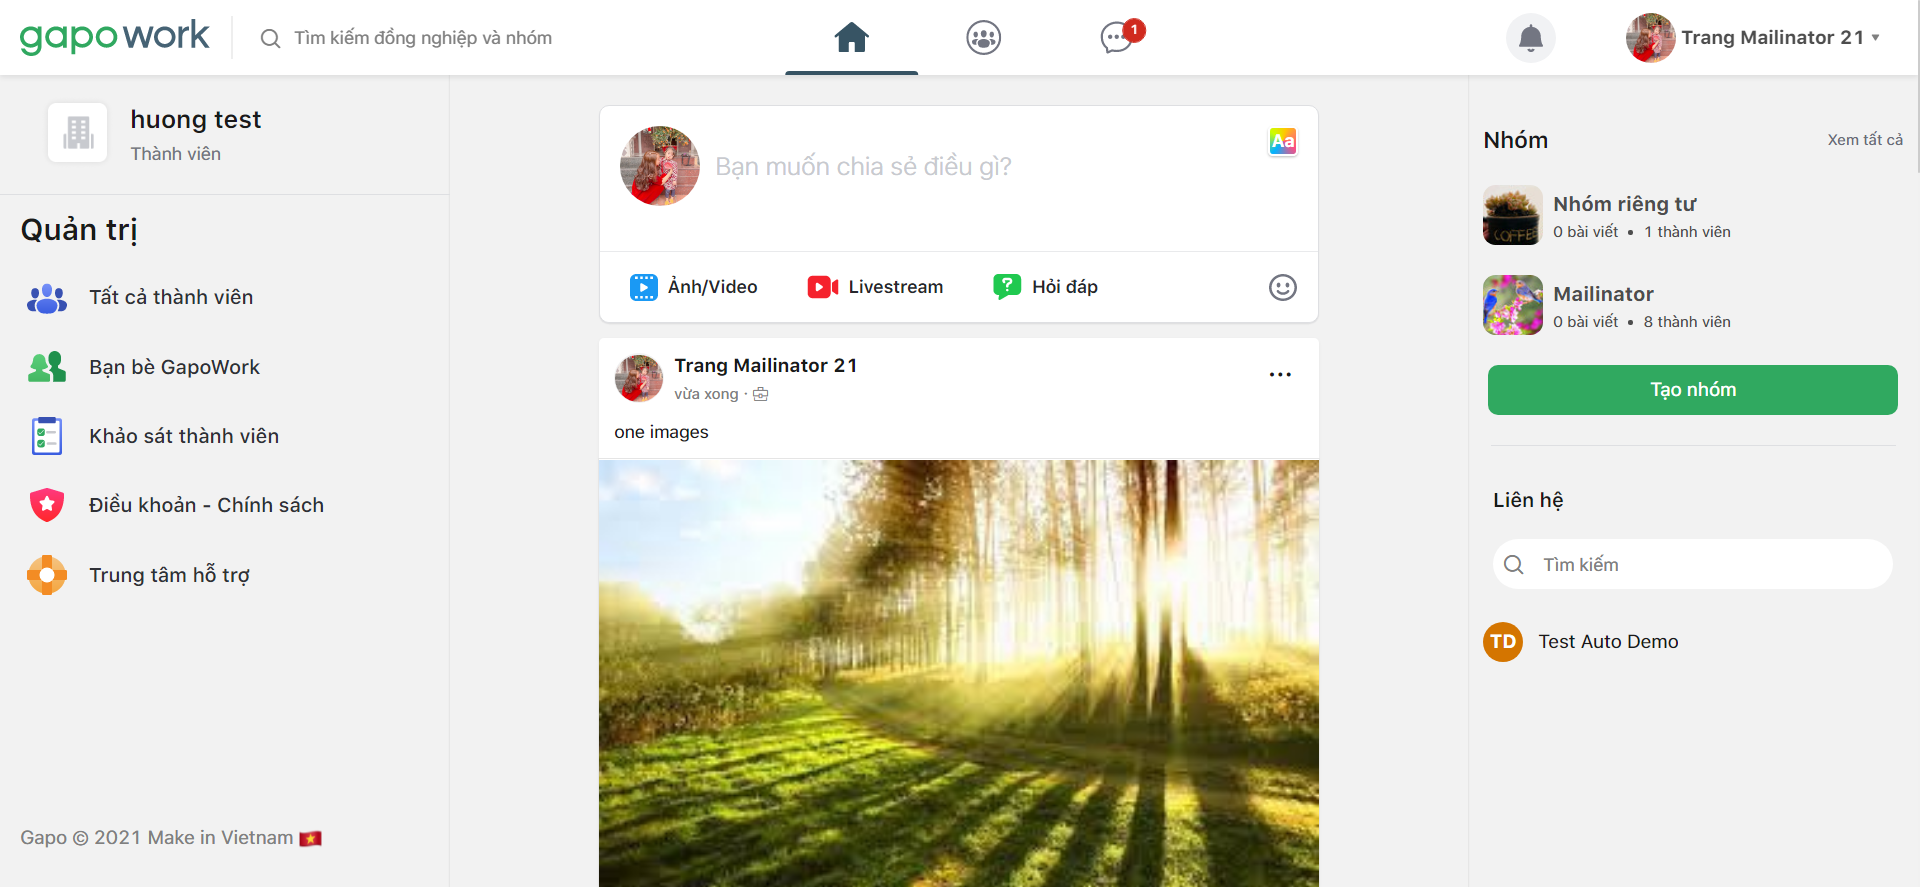 gapowork
Tìm kiếm đồng nghiệp và nhóm
1
Trang Mailinator 21
huong test
Thành viên
Quản trị
Tất cả thành viên
Bạn bè GapoWork
Khảo sát thành viên
Điều khoản - Chính sách
Trung tâm hỗ trợ
Gapo © 2021 Make in Vietnam 🇻🇳
Bạn muốn chia sẻ điều gì?
Aa
Ảnh/Video
Livestream
Hỏi đáp
Trang Mailinator 21
vừa xong ·
one images
Nhóm
Xem tất cả
COFFEE
Nhóm riêng tư
0 bài viết • 1 thành viên
Mailinator
0 bài viết • 8 thành viên
Tạo nhóm
Liên hệ
Tìm kiếm
TD
Test Auto Demo